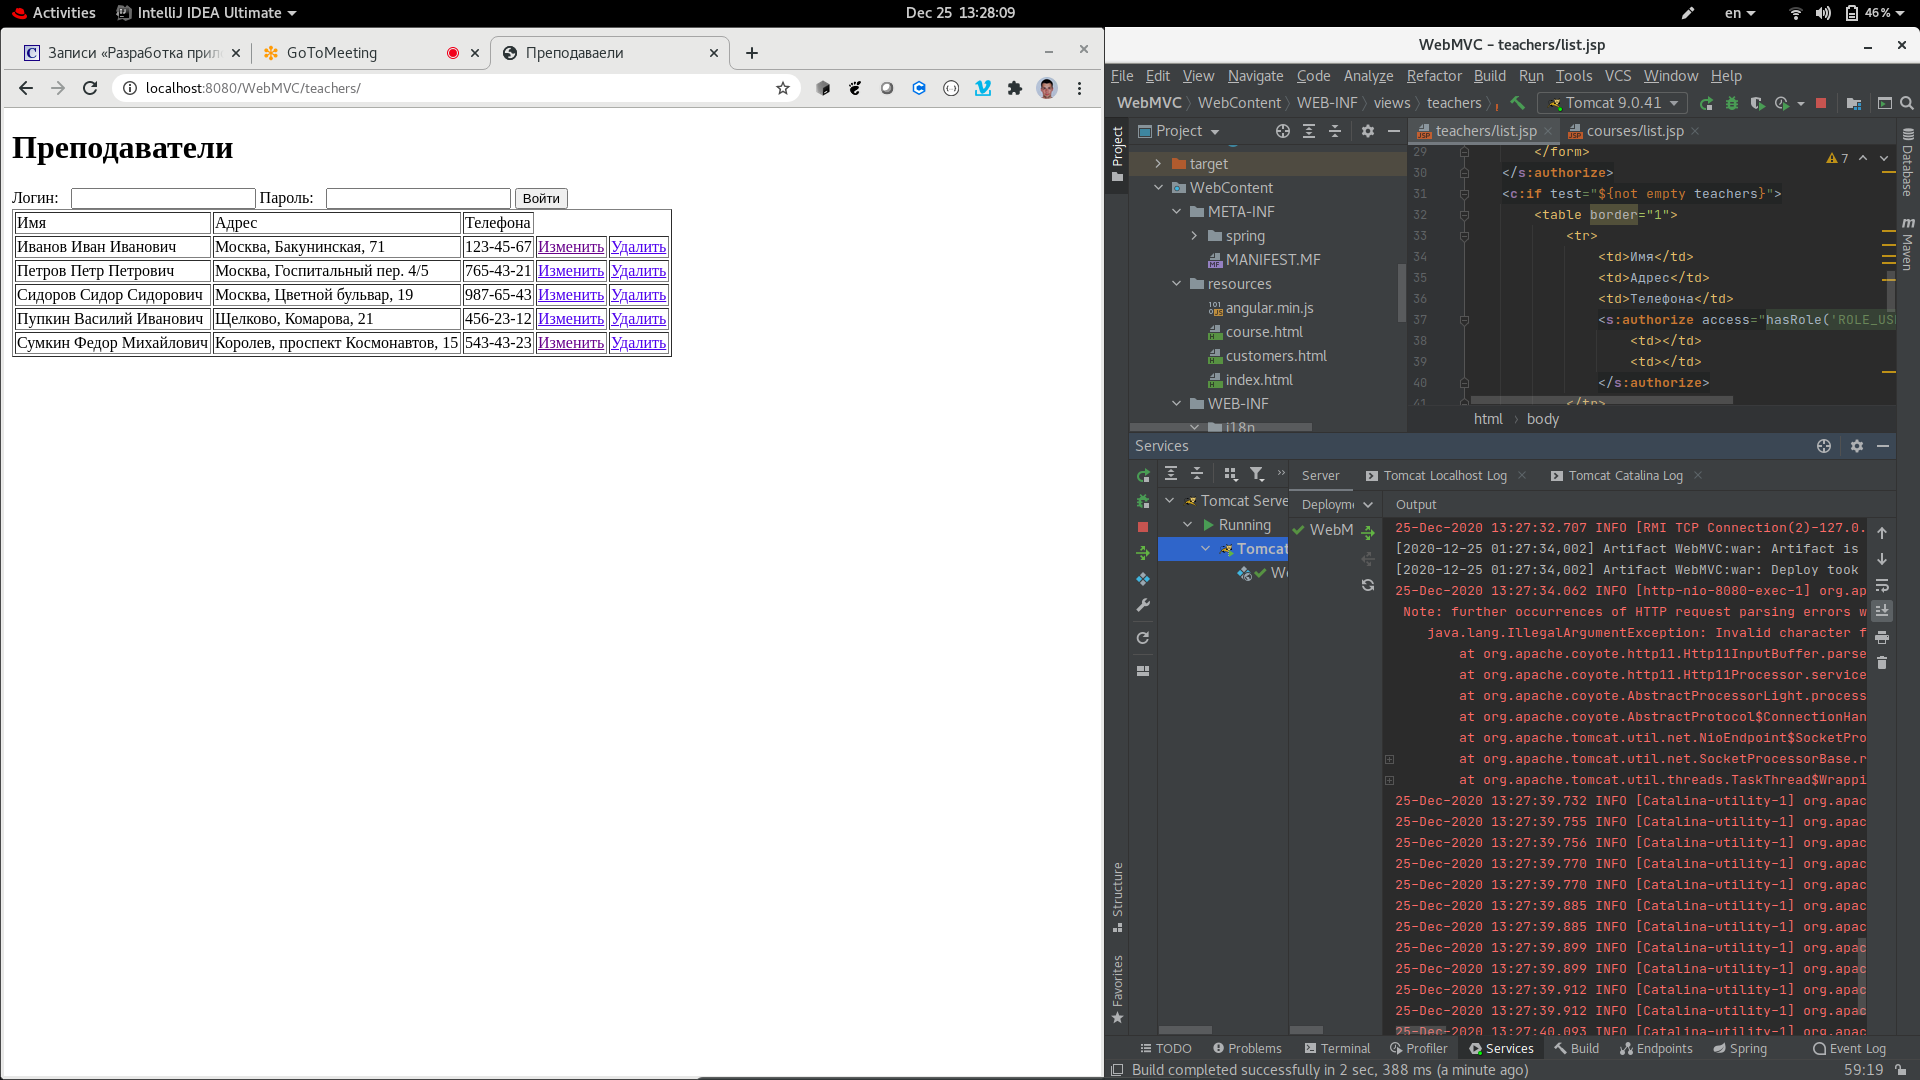 Activities IntelliJ IDEA Ultimate Dec 25 13:28:09 en 46%
Записи «Разработка прил GoToMeeting Преподаваели
localhost:8080/WebMVC/teachers/
Преподаватели
Логин: Пароль: Войти
Имя Адрес Телефона
Иванов Иван Иванович Москва, Бакунинская, 71 123-45-67 Изменить Удалить
Петров Петр Петрович Москва, Госпитальный пер. 4/5 765-43-21 Изменить Удалить
Сидоров Сидор Сидорович Москва, Цветной бульвар, 19 987-65-43 Изменить Удалить
Пупкин Василий Иванович Щелково, Комарова, 21 456-23-12 Изменить Удалить
Сумкин Федор Михайлович Королев, проспект Космонавтов, 15 543-43-23 Изменить Удалить
WebMVC – teachers/list.jsp
File Edit View Navigate Code Analyze Refactor Build Run Tools VCS Window Help
WebMVC WebContent WEB-INF views teachers Tomcat 9.0.41
Project
Project
target
WebContent
META-INF
spring
MANIFEST.MF
resources
angular.min.js
course.html
customers.html
index.html
WEB-INF
i18n
teachers/list.jsp courses/list.jsp
7
29 </form>
30 </s:authorize>
31 <c:if test="${not empty teachers}">
32 <table border="1">
33 <tr>
34 <td>Имя</td>
35 <td>Адрес</td>
36 <td>Телефона</td>
37 <s:authorize access="hasRole('ROLE_USE
38 <td></td>
39 <td></td>
40 </s:authorize>
41 </tr>
html body
Database
Maven
Services
Server Tomcat Localhost Log Tomcat Catalina Log
Tomcat Serve
Running
Tomcat
We
Deployme
WebM
Output
25-Dec-2020 13:27:32.707 INFO [RMI TCP Connection(2)-127.0.
[2020-12-25 01:27:34,002] Artifact WebMVC:war: Artifact is
[2020-12-25 01:27:34,002] Artifact WebMVC:war: Deploy took
25-Dec-2020 13:27:34.062 INFO [http-nio-8080-exec-1] org.ap
Note: further occurrences of HTTP request parsing errors w
java.lang.IllegalArgumentException: Invalid character f
at org.apache.coyote.http11.Http11InputBuffer.parse
at org.apache.coyote.http11.Http11Processor.service
at org.apache.coyote.AbstractProcessorLight.process
at org.apache.coyote.AbstractProtocol$ConnectionHan
at org.apache.tomcat.util.net.NioEndpoint$SocketPro
at org.apache.tomcat.util.net.SocketProcessorBase.r
at org.apache.tomcat.util.threads.TaskThread$Wrappi
25-Dec-2020 13:27:39.732 INFO [Catalina-utility-1] org.apac
25-Dec-2020 13:27:39.755 INFO [Catalina-utility-1] org.apac
25-Dec-2020 13:27:39.756 INFO [Catalina-utility-1] org.apac
25-Dec-2020 13:27:39.770 INFO [Catalina-utility-1] org.apac
25-Dec-2020 13:27:39.770 INFO [Catalina-utility-1] org.apac
25-Dec-2020 13:27:39.885 INFO [Catalina-utility-1] org.apac
25-Dec-2020 13:27:39.885 INFO [Catalina-utility-1] org.apac
25-Dec-2020 13:27:39.899 INFO [Catalina-utility-1] org.apac
25-Dec-2020 13:27:39.899 INFO [Catalina-utility-1] org.apac
25-Dec-2020 13:27:39.912 INFO [Catalina-utility-1] org.apac
25-Dec-2020 13:27:39.912 INFO [Catalina-utility-1] org.apac
25-Dec-2020 13:27:40.093 INFO [Catalina-utility-1] org.apac
Structure
Favorites
TODO Problems Terminal Profiler Services Build Endpoints Spring Event Log
Build completed successfully in 2 sec, 388 ms (a minute ago) 59:19